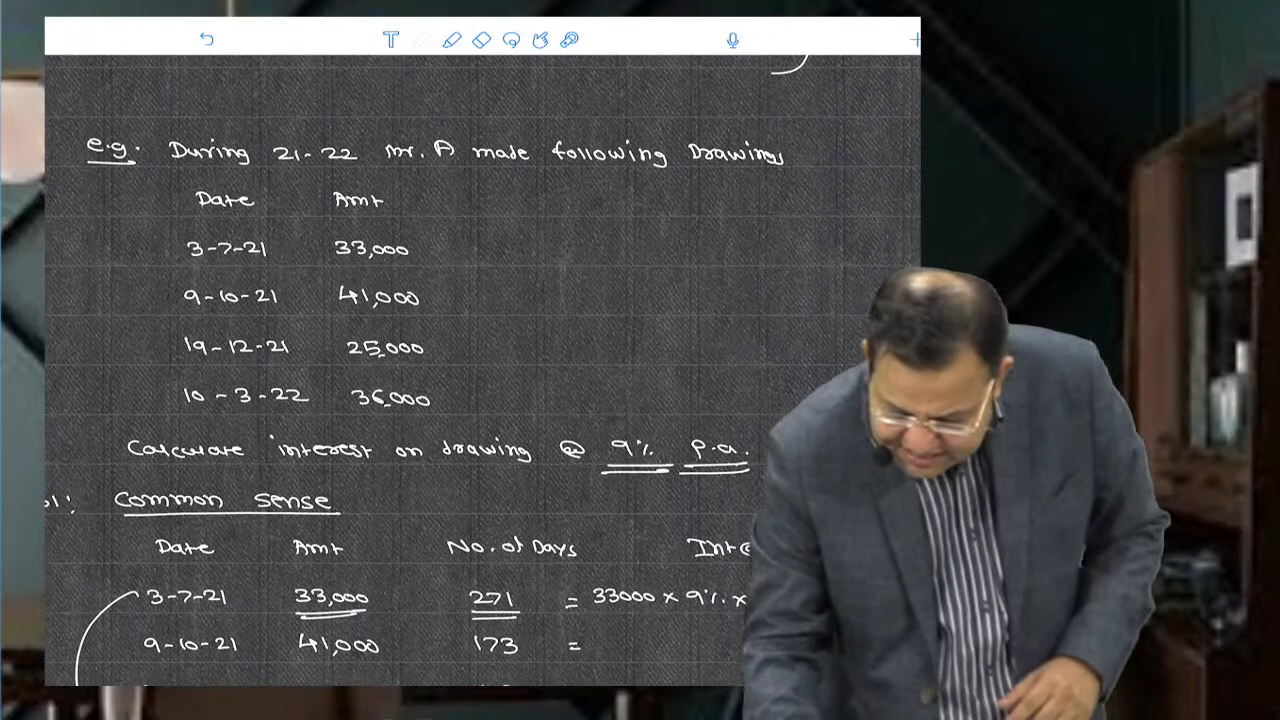 e.g. During 21-22 Mr. A made following Drawings
Date Amt
3-7-21 33,000
9-10-21 41,000
19-12-21 25,000
10-3-22 36,000
Calculate interest on drawing @ 9% p.a.
Common sense
Date Amt No. of Days
3-7-21 33,000 271 = 33000 × 9% ×
9-10-21 41,000 173 =